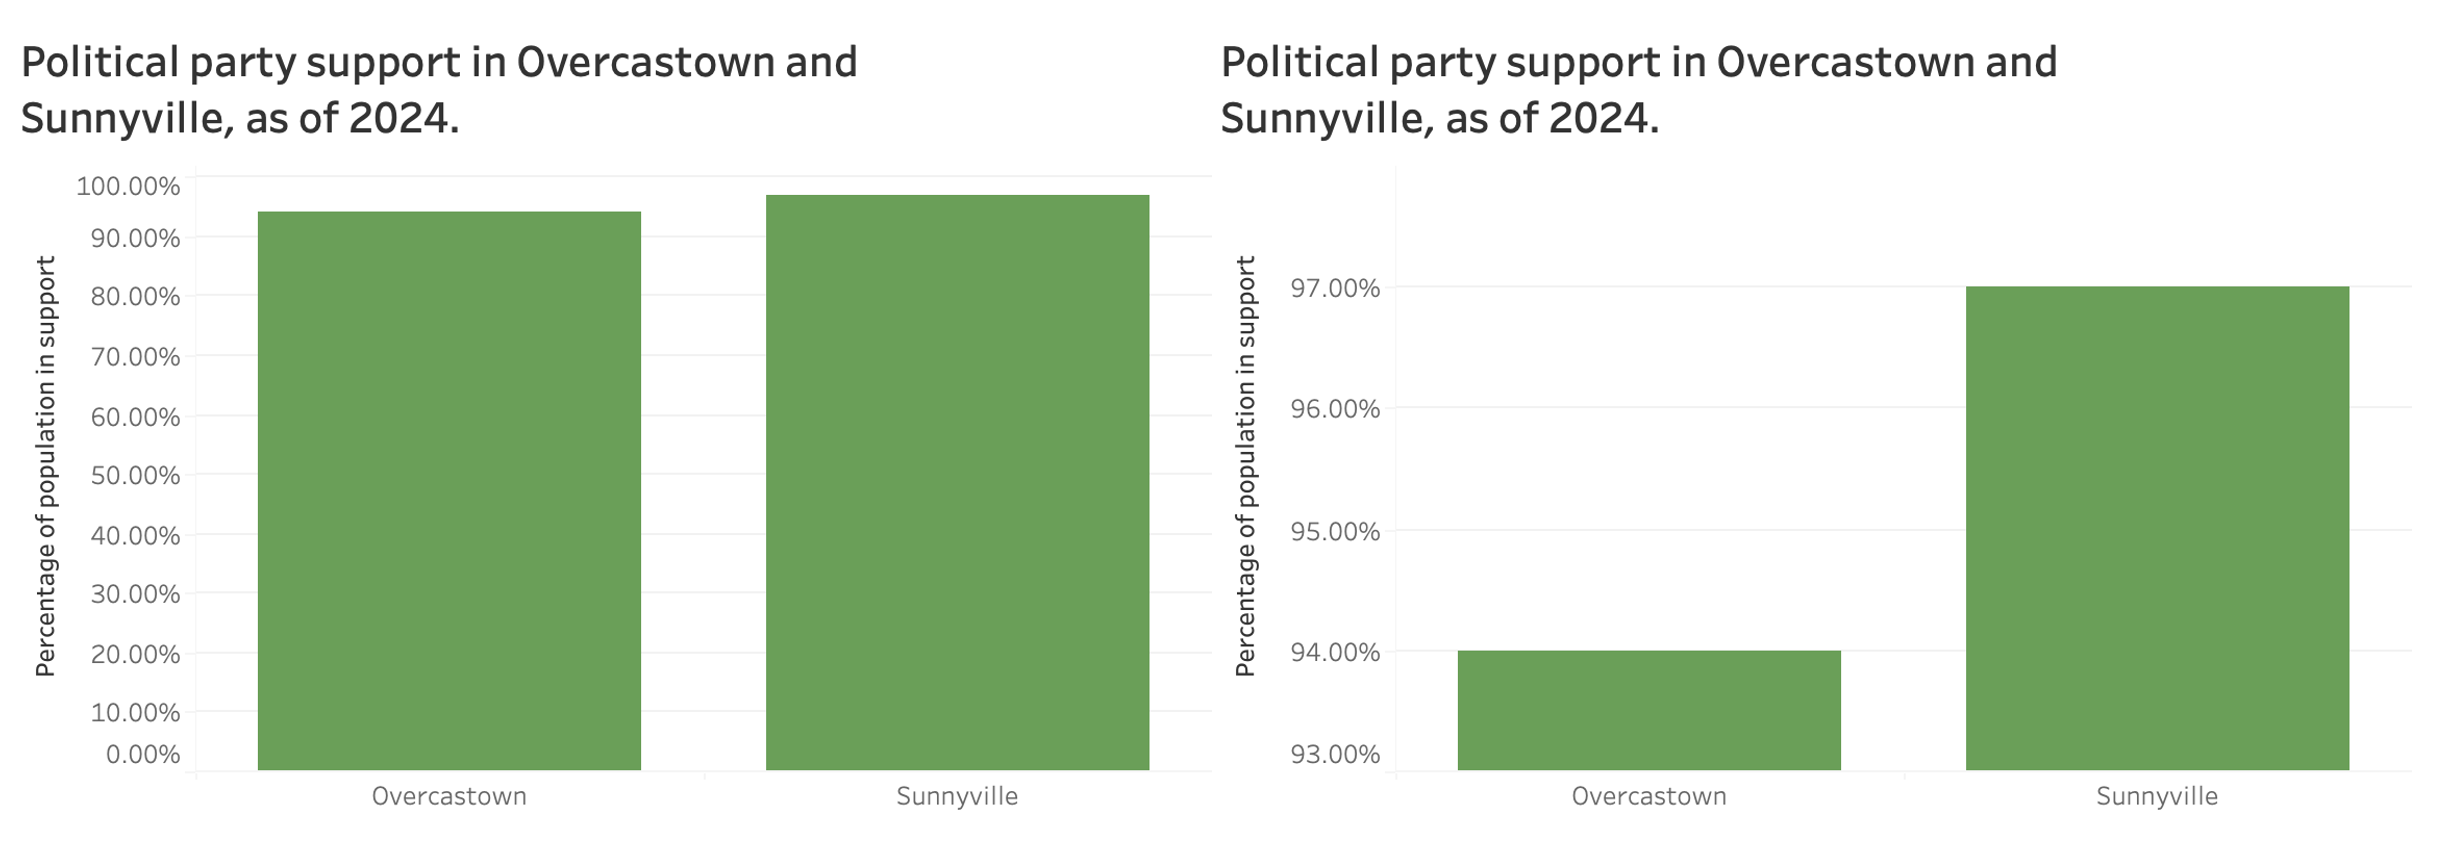 Political party support in Overcastown and
Sunnyville, as of 2024.
Percentage of population in support
100.00%
90.00%
80.00%
70.00%
60.00%
50.00%
40.00%
30.00%
20.00%
10.00%
0.00%
Overcastown
Sunnyville
Political party support in Overcastown and
Sunnyville, as of 2024.
Percentage of population in support
97.00%
96.00%
95.00%
94.00%
93.00%
Overcastown
Sunnyville